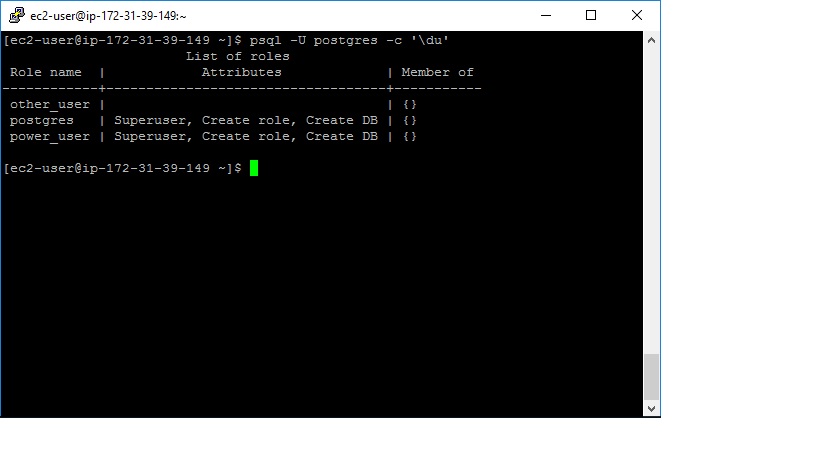 ec2-user@ip-172-31-39-149:~
[ec2-user@ip-172-31-39-149 ~]$ psql -U postgres -c '\du'
                       List of roles
 Role name  |            Attributes             | Member of
------------+-----------------------------------+-----------
 other_user |                                   | {}
 postgres   | Superuser, Create role, Create DB | {}
 power_user | Superuser, Create role, Create DB | {}
[ec2-user@ip-172-31-39-149 ~]$